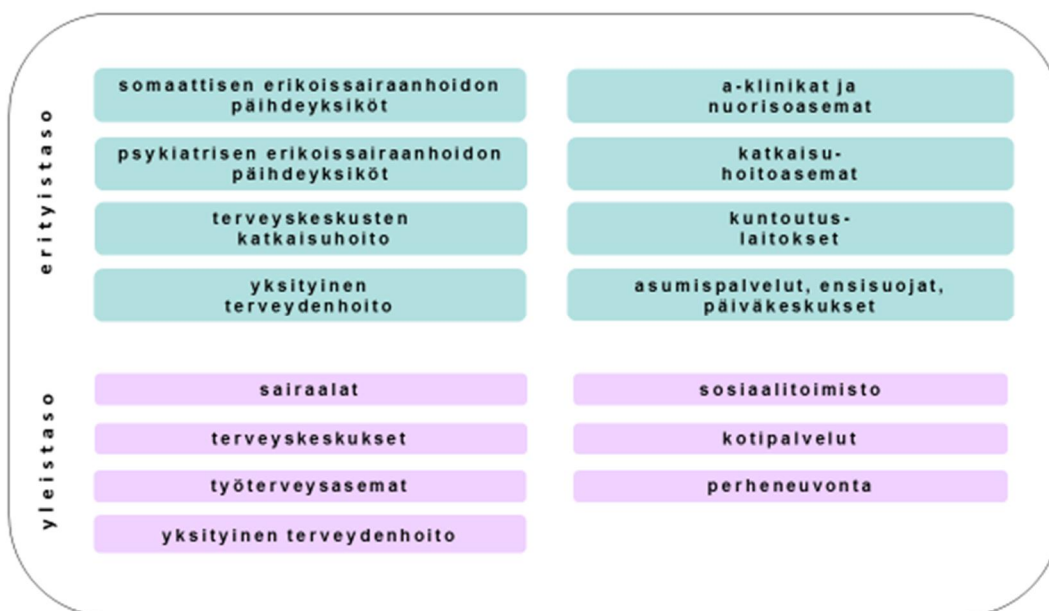 erityistaso
somaattisen erikoissairaanhoidon
päihdeyksiköt
psykiatrisen erikoissairaanhoidon
päihdeyksiköt
terveyskeskusten
katkaisuhoito
yksityinen
terveydenhoito
a-klinikat ja
nuorisoasemat
katkaisu-
hoitoasemat
kuntoutus-
laitokset
asumispalvelut, ensisuojat,
päiväkeskukset
yleistaso
sairaalat
terveyskeskukset
työterveysasemat
yksityinen terveydenhoito
sosiaalitoimisto
kotipalvelut
perheneuvonta